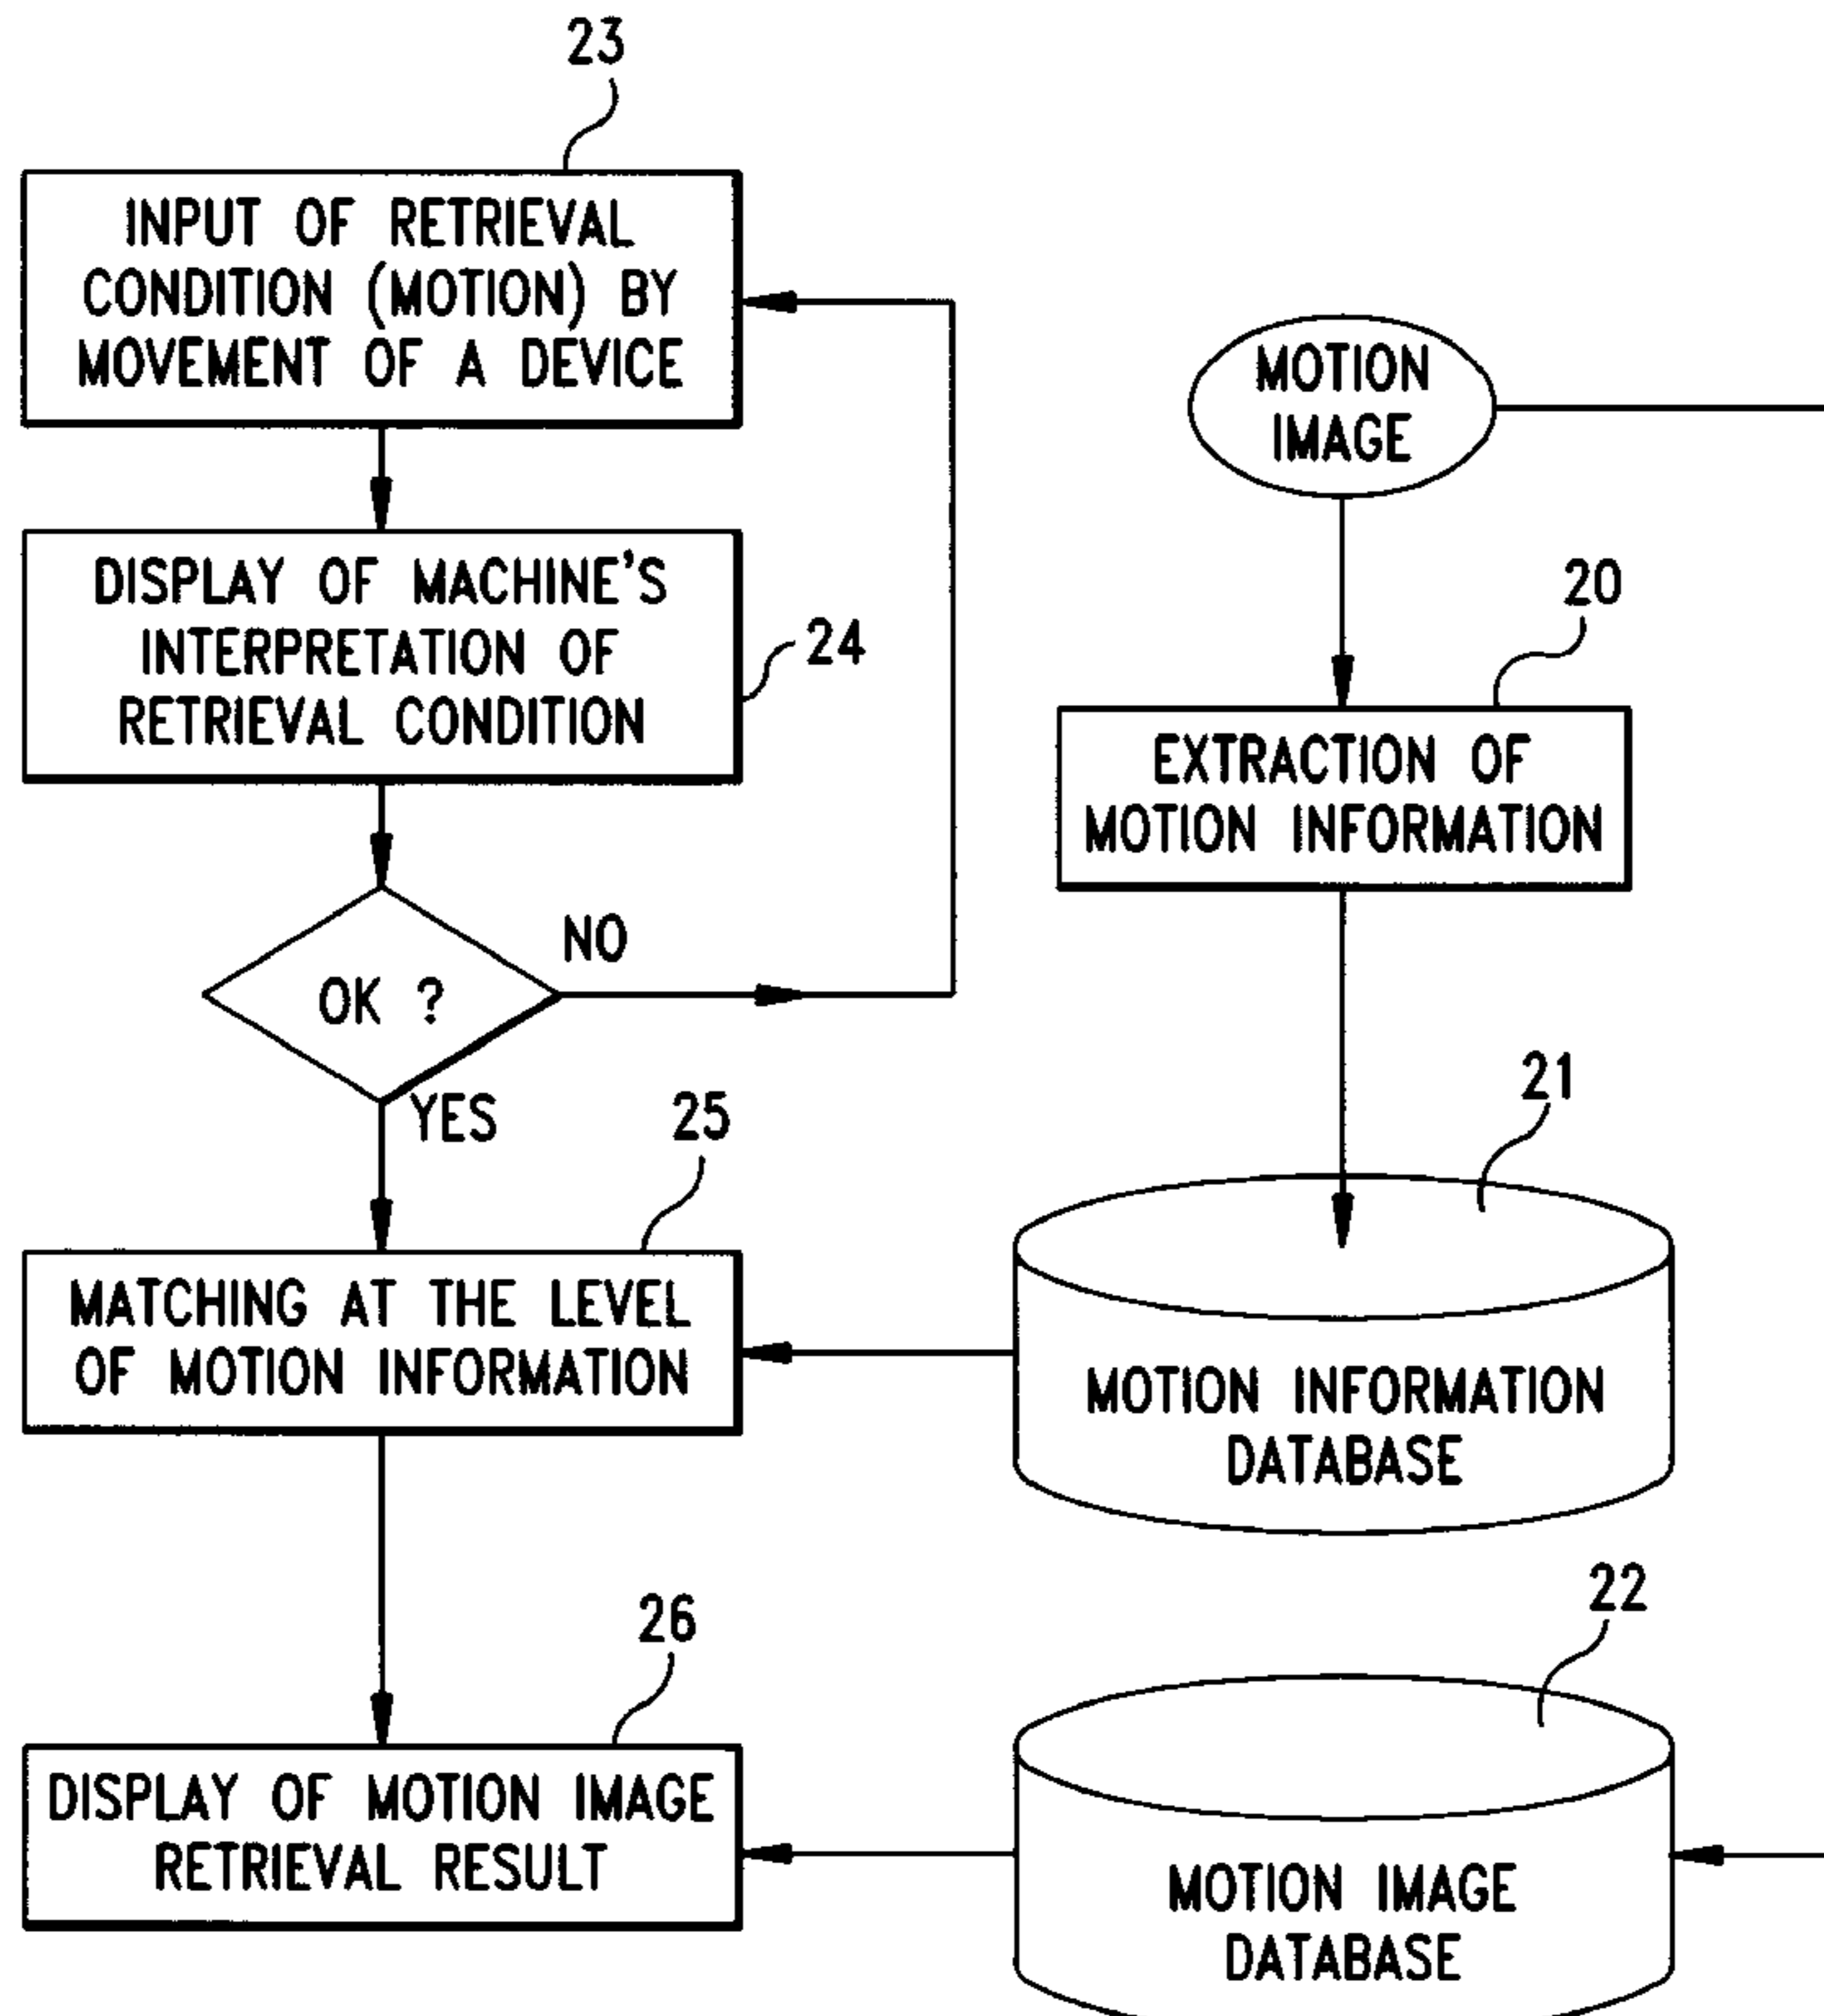 23
INPUT OF RETRIEVAL
CONDITION (MOTION) BY
MOVEMENT OF A DEVICE
DISPLAY OF MACHINE'S
INTERPRETATION OF
RETRIEVAL CONDITION
24
OK ?
NO
YES
25
MATCHING AT THE LEVEL
OF MOTION INFORMATION
26
DISPLAY OF MOTION IMAGE
RETRIEVAL RESULT
MOTION
IMAGE
20
EXTRACTION OF
MOTION INFORMATION
21
MOTION INFORMATION
DATABASE
22
MOTION IMAGE
DATABASE